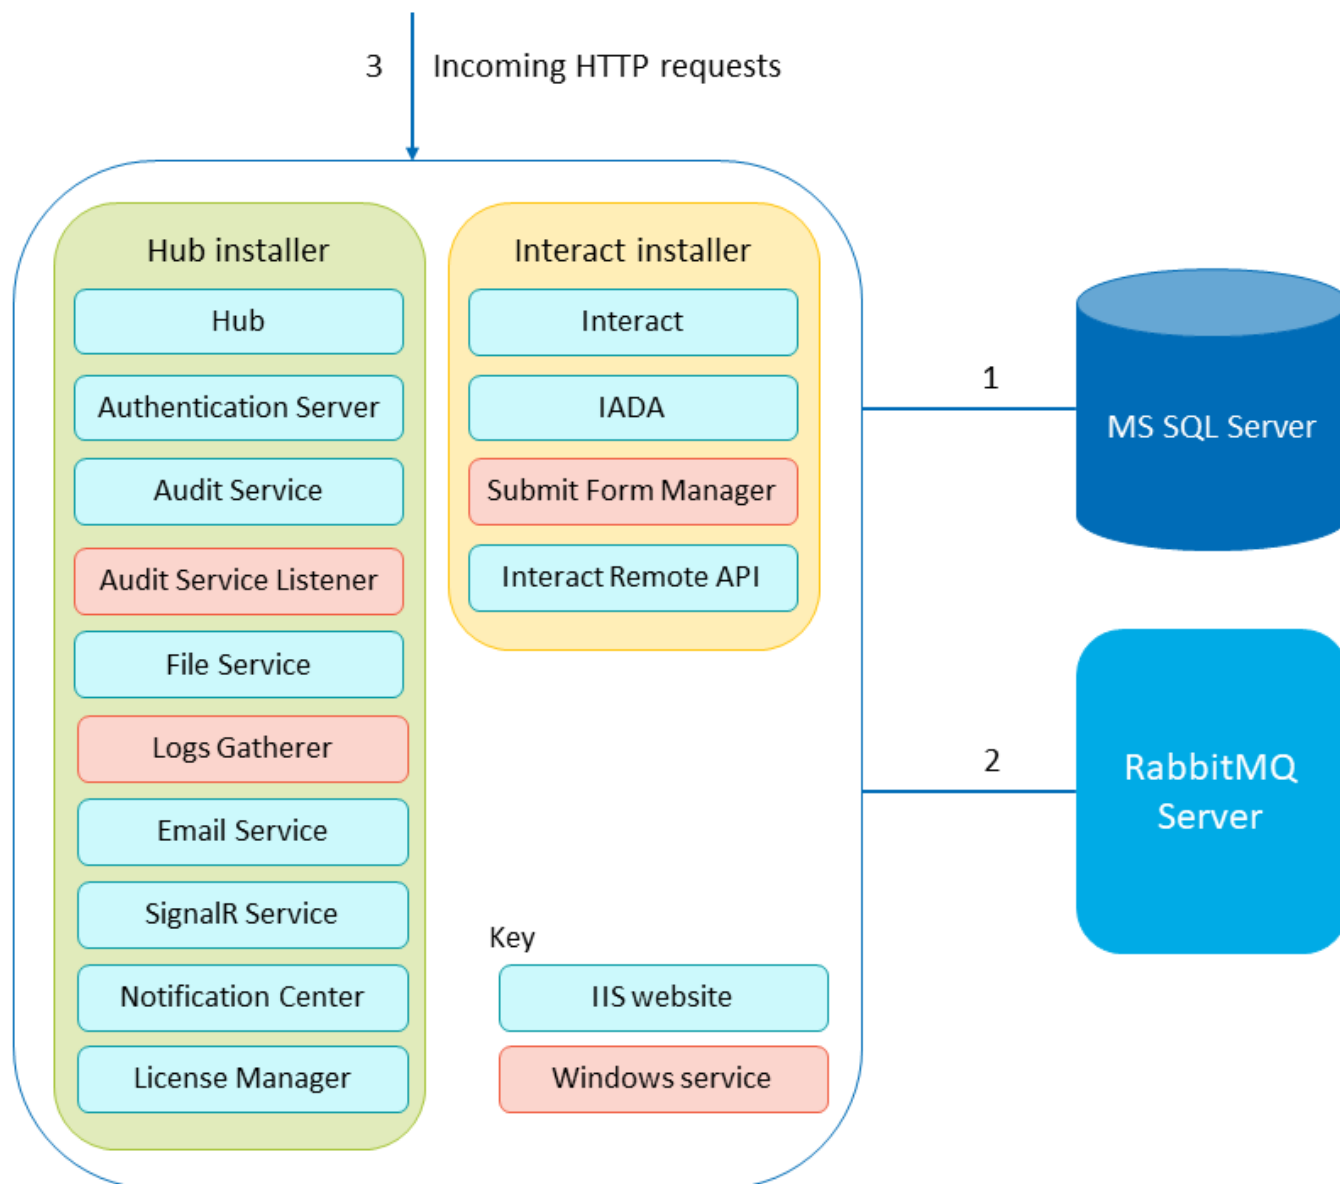 3 Incoming HTTP requests
Hub installer
Hub
Authentication Server
Audit Service
Audit Service Listener
File Service
Logs Gatherer
Email Service
SignalR Service
Notification Center
License Manager
Interact installer
Interact
IADA
Submit Form Manager
Interact Remote API
Key
IIS website
Windows service
1
MS SQL Server
2
RabbitMQ
Server